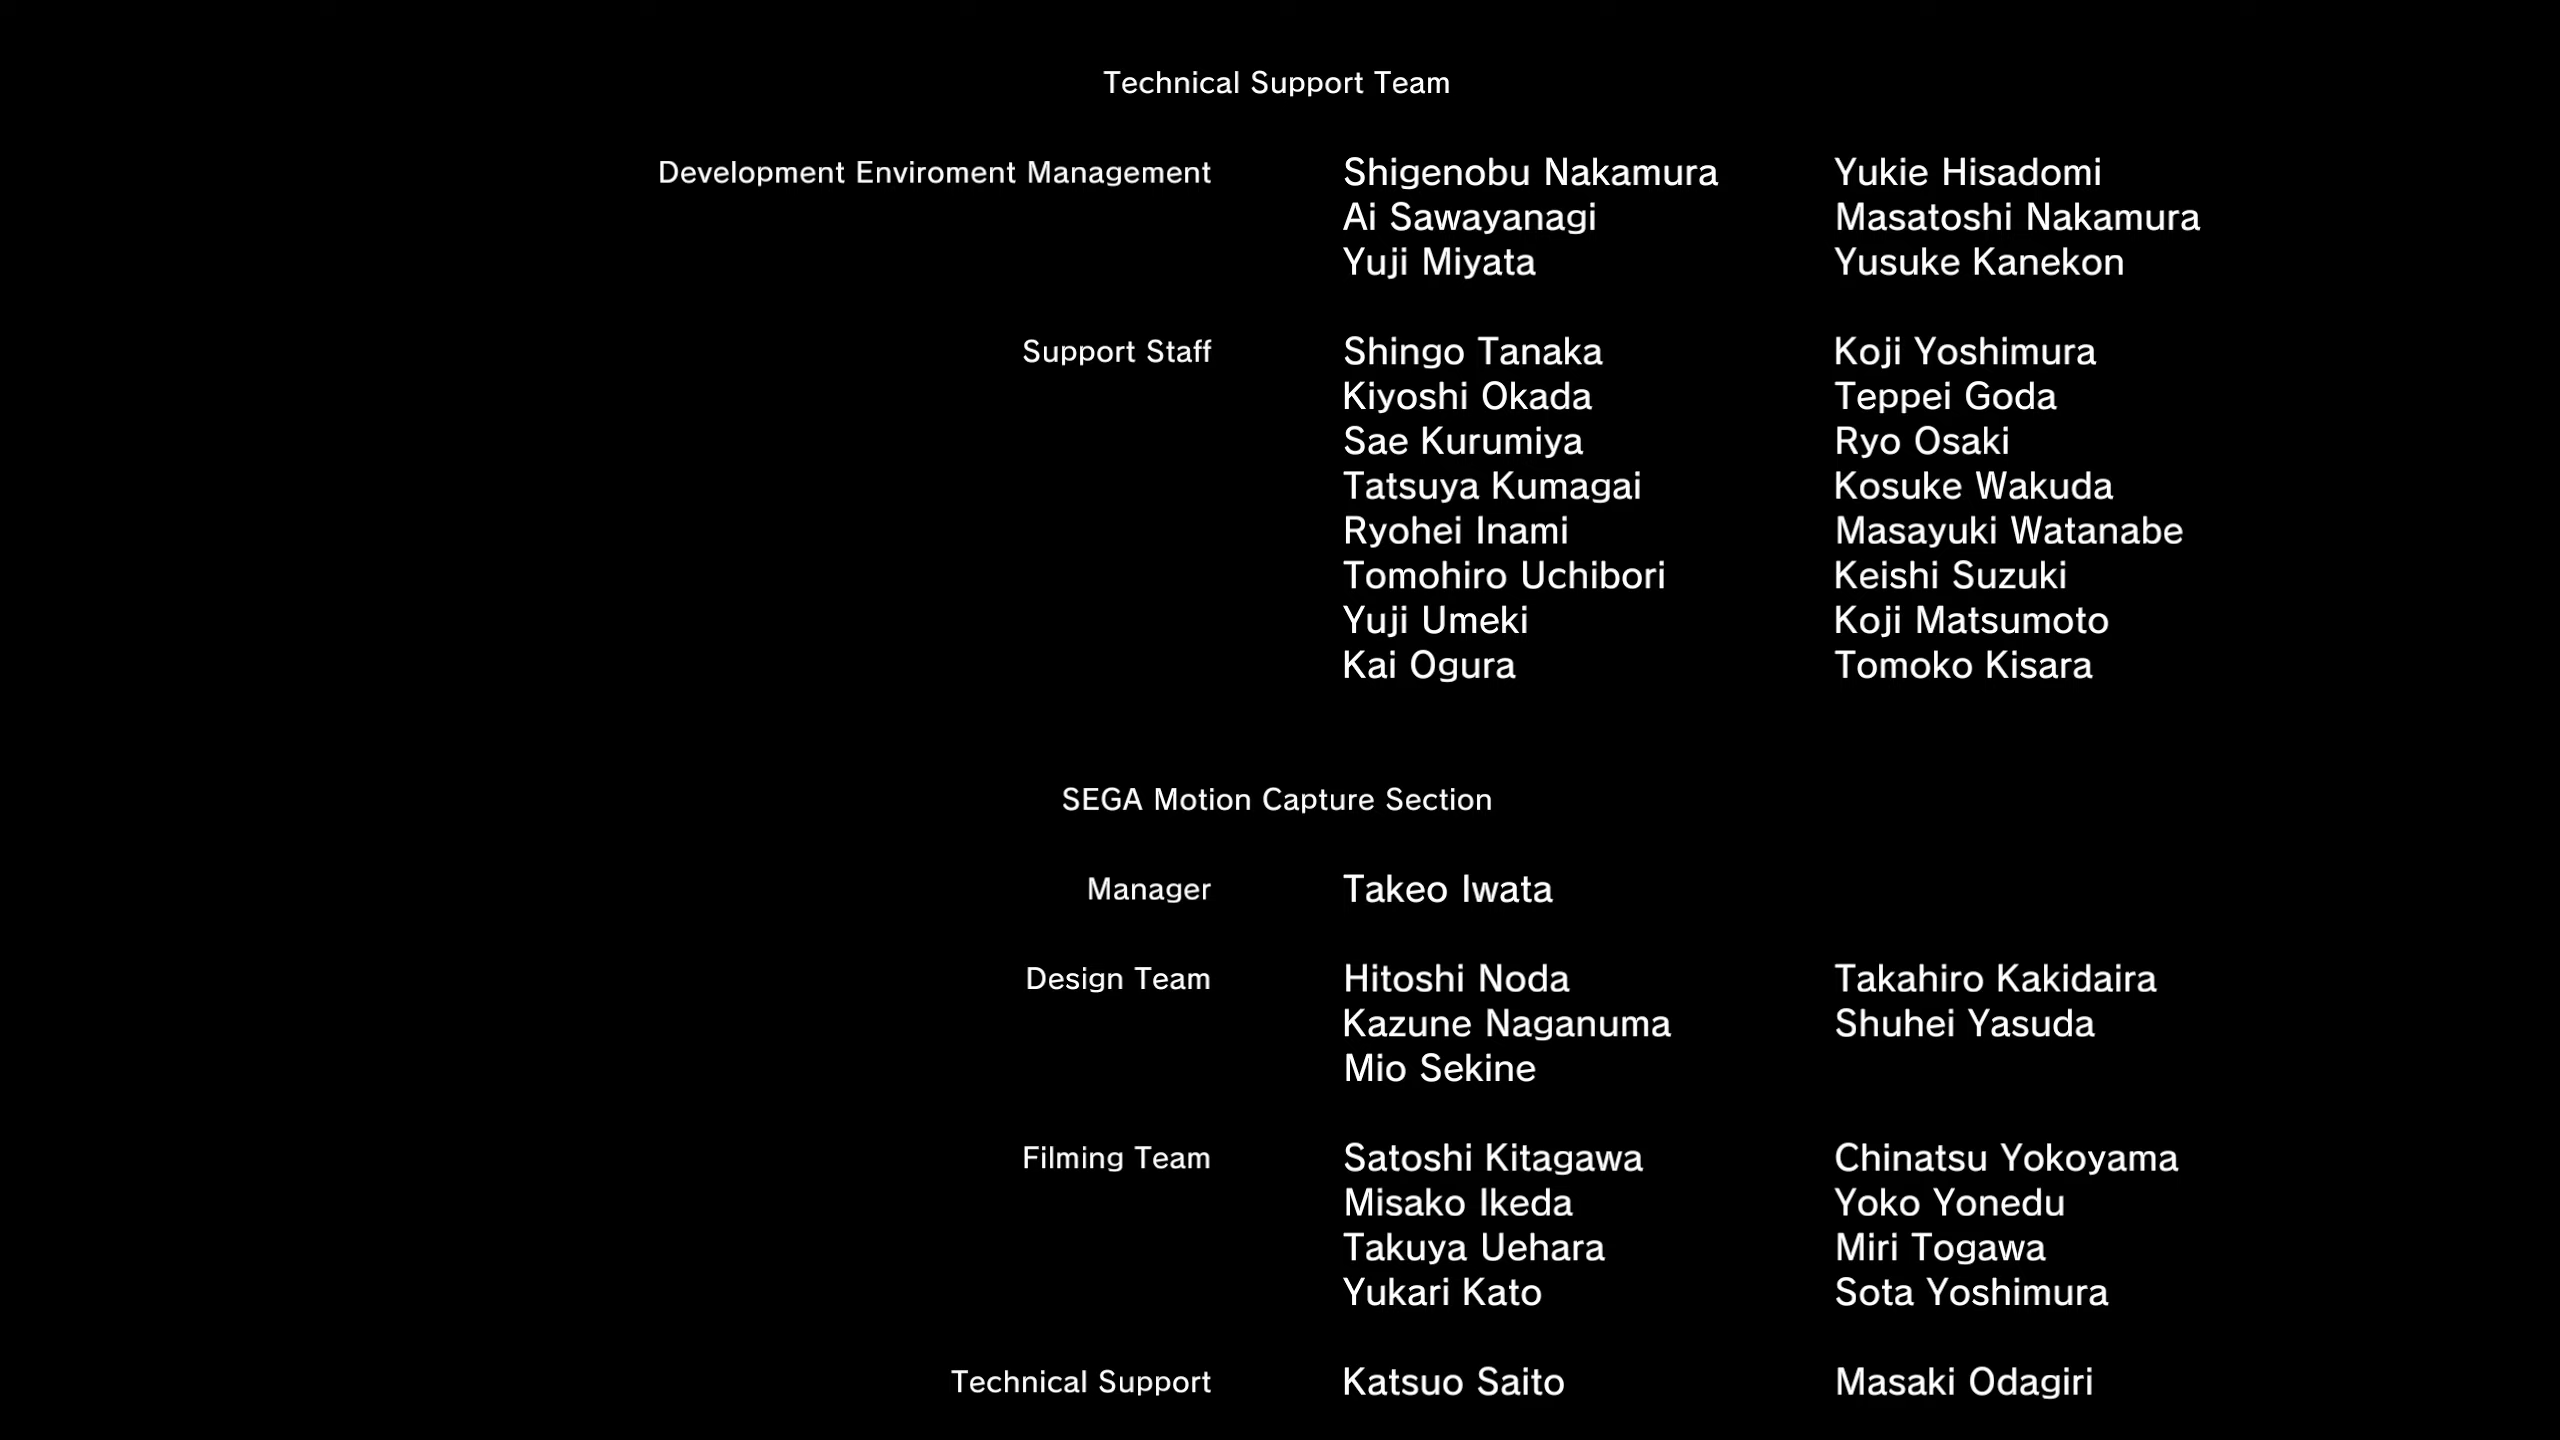 Technical Support Team
Development Enviroment Management Shigenobu Nakamura Yukie Hisadomi
Ai Sawayanagi Masatoshi Nakamura
Yuji Miyata Yusuke Kanekon
Support Staff Shingo Tanaka Koji Yoshimura
Kiyoshi Okada Teppei Goda
Sae Kurumiya Ryo Osaki
Tatsuya Kumagai Kosuke Wakuda
Ryohei Inami Masayuki Watanabe
Tomohiro Uchibori Keishi Suzuki
Yuji Umeki Koji Matsumoto
Kai Ogura Tomoko Kisara
SEGA Motion Capture Section
Manager Takeo Iwata
Design Team Hitoshi Noda Takahiro Kakidaira
Kazune Naganuma Shuhei Yasuda
Mio Sekine
Filming Team Satoshi Kitagawa Chinatsu Yokoyama
Misako Ikeda Yoko Yonedu
Takuya Uehara Miri Togawa
Yukari Kato Sota Yoshimura
Technical Support Katsuo Saito Masaki Odagiri